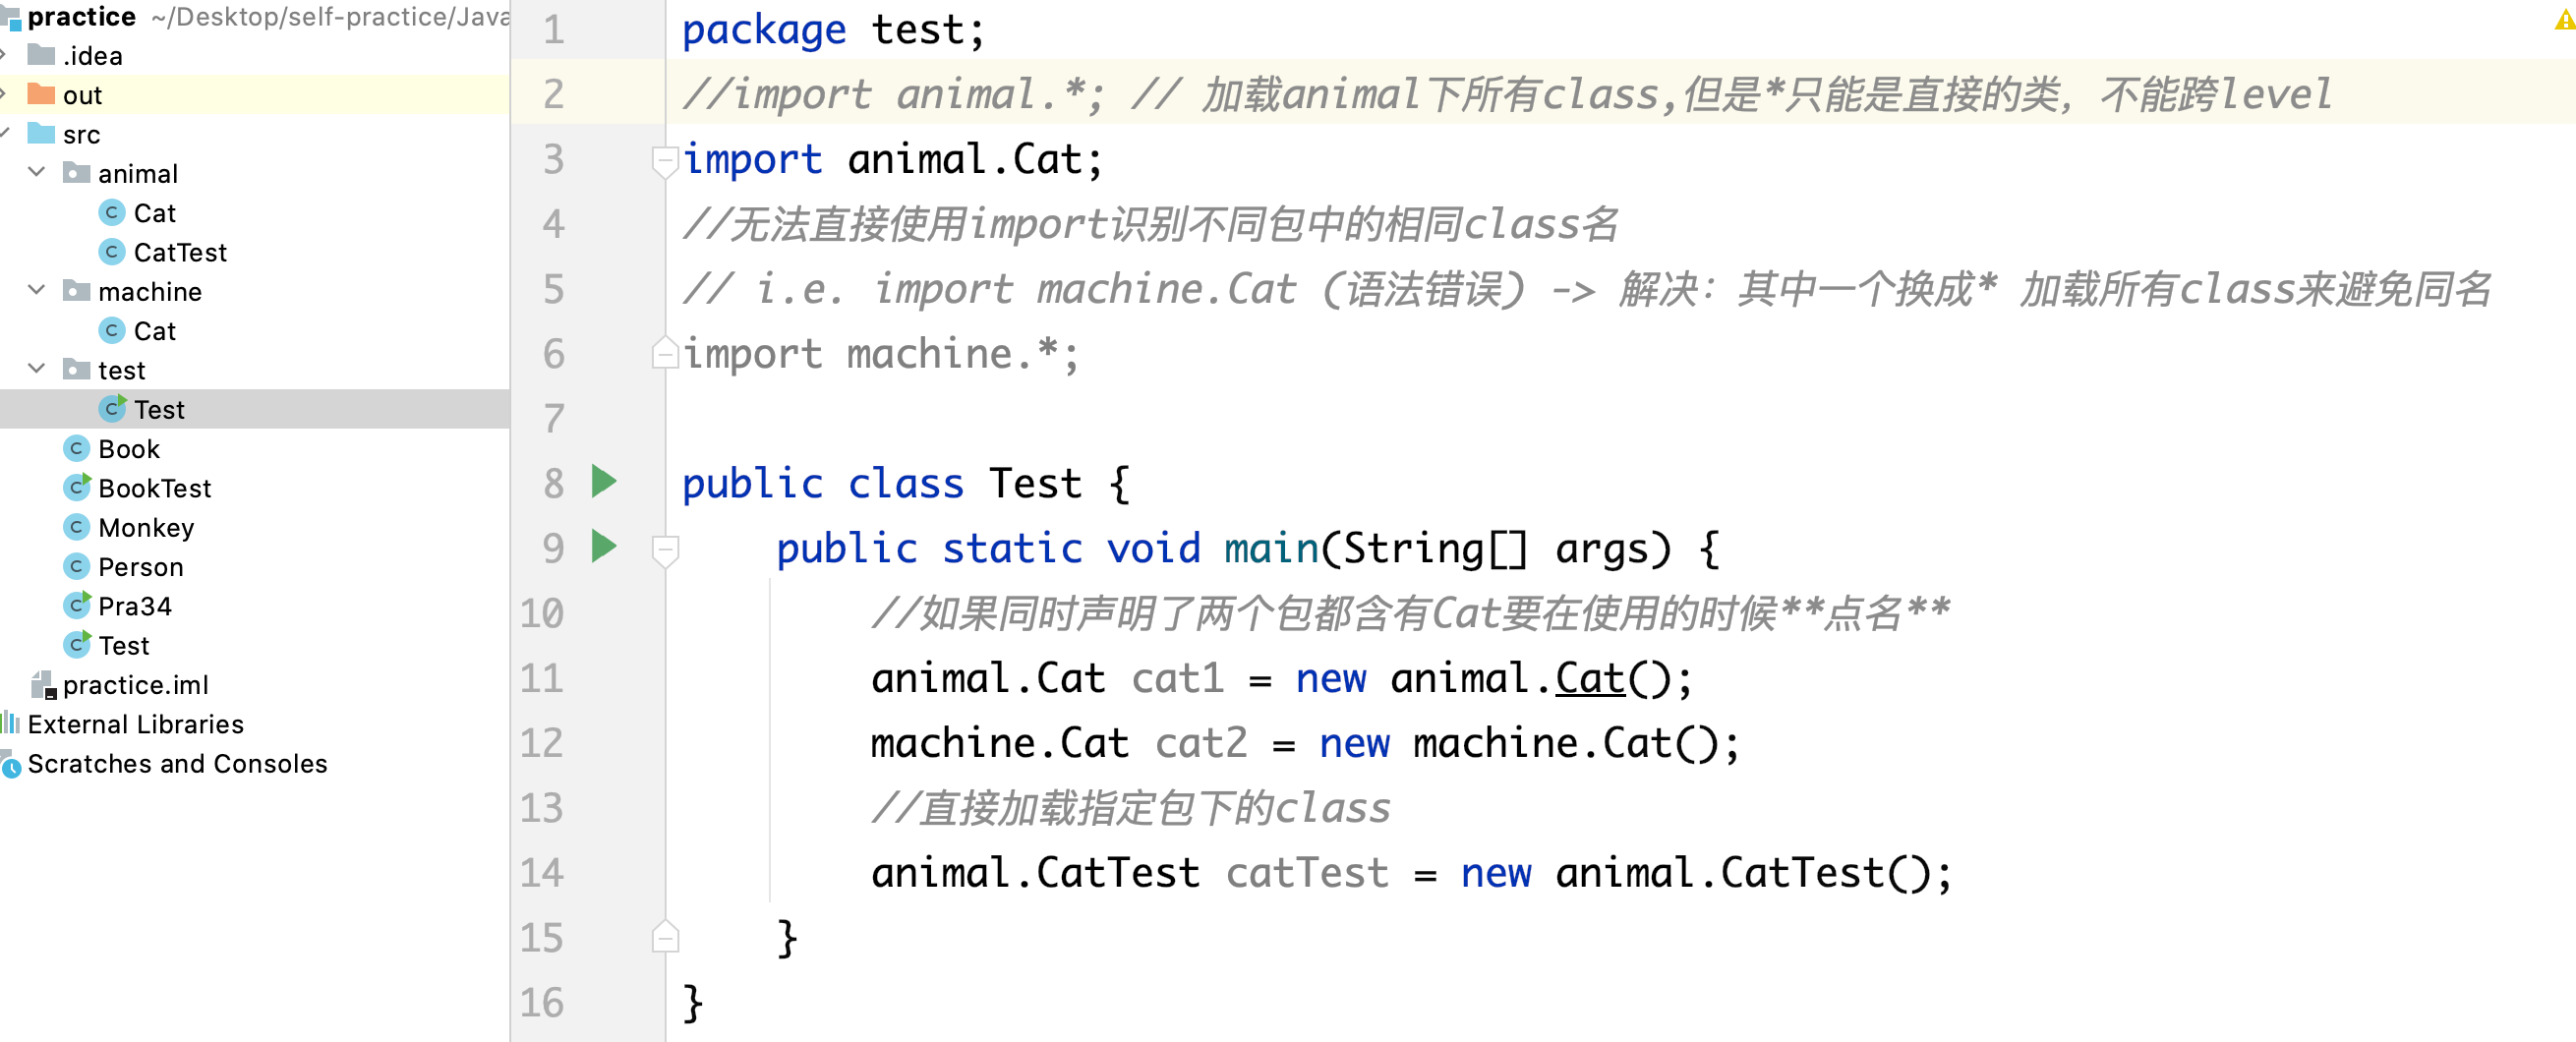 practice ~/Desktop/self-practice/Java
.idea
out
src
animal
Cat
CatTest
machine
Cat
test
Test
Book
BookTest
Monkey
Person
Pra34
Test
practice.iml
External Libraries
Scratches and Consoles
1 package test;
2 //import animal.*; // 加载animal下所有class,但是*只能是直接的类，不能跨level
3 import animal.Cat;
4 //无法直接使用import识别不同包中的相同class名
5 // i.e. import machine.Cat (语法错误) -> 解决：其中一个换成* 加载所有class来避免同名
6 import machine.*;
7
8 public class Test {
9 public static void main(String[] args) {
10 //如果同时声明了两个包都含有Cat要在使用的时候**点名**
11 animal.Cat cat1 = new animal.Cat();
12 machine.Cat cat2 = new machine.Cat();
13 //直接加载指定包下的class
14 animal.CatTest catTest = new animal.CatTest();
15 }
16 }